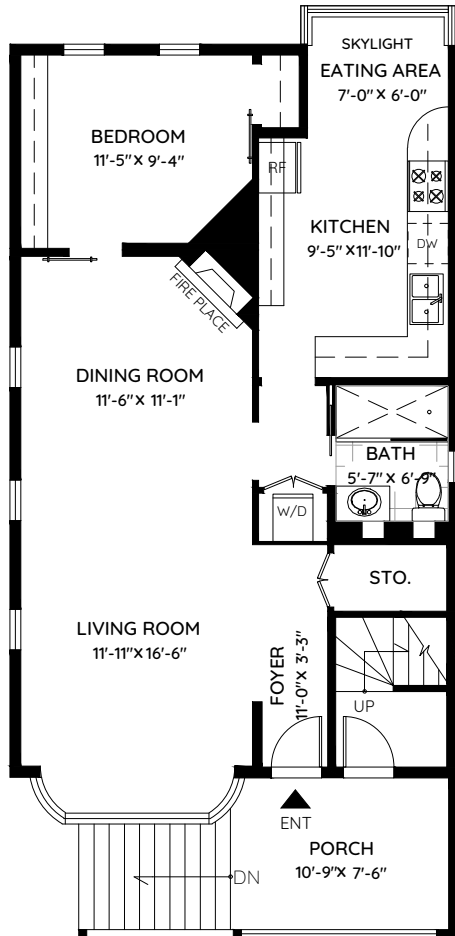 SKYLIGHT
EATING AREA
7'-0" X 6'-0"
BEDROOM
11'-5" X 9'-4"
RF
KITCHEN
9'-5" X 11'-10"
DW
FIRE PLACE
DINING ROOM
11'-6" X 11'-1"
BATH
5'-7" X 6'-9"
W/D
STO.
LIVING ROOM
11'-11" X 16'-6"
FOYER
11'-0" X 3'-3"
UP
ENT
PORCH
10'-9" X 7'-6"
DN